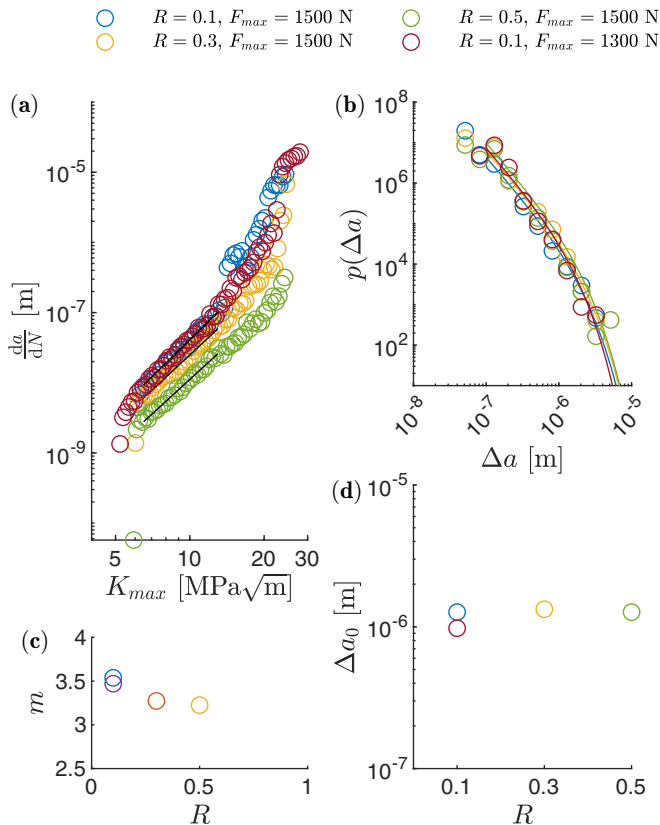 R = 0.1, F_max = 1500 N
R = 0.3, F_max = 1500 N
R = 0.5, F_max = 1500 N
R = 0.1, F_max = 1300 N
(a)
10^-5
10^-7
10^-9
da/dN [m]
5 10 20 30
K_max [MPa√m]
(b)
10^8
10^6
10^4
10^2
p(Δa)
10^-8 10^-7 10^-6 10^-5
Δa [m]
(c)
4
3.5
3
2.5
m
0 0.5 1
R
(d)
10^-5
10^-6
10^-7
Δa_0 [m]
0.1 0.3 0.5
R